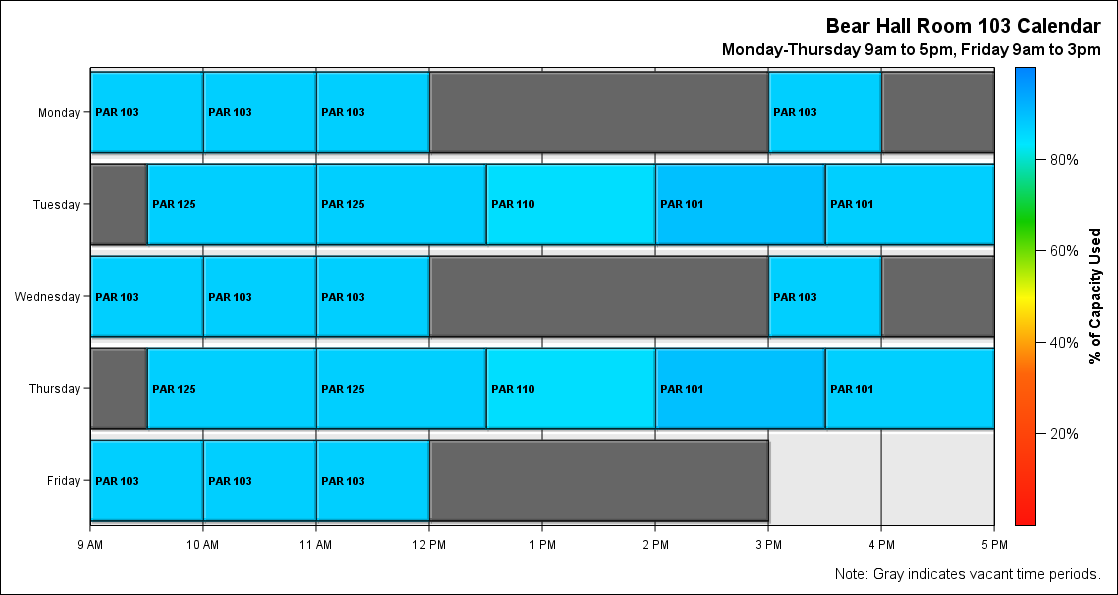 Bear Hall Room 103 Calendar
Monday-Thursday 9am to 5pm, Friday 9am to 3pm
Monday
PAR 103 PAR 103 PAR 103 PAR 103
Tuesday
PAR 125 PAR 125 PAR 110 PAR 101 PAR 101
Wednesday
PAR 103 PAR 103 PAR 103 PAR 103
Thursday
PAR 125 PAR 125 PAR 110 PAR 101 PAR 101
Friday
PAR 103 PAR 103 PAR 103
9 AM 10 AM 11 AM 12 PM 1 PM 2 PM 3 PM 4 PM 5 PM
80%
60%
40%
20%
% of Capacity Used
Note: Gray indicates vacant time periods.